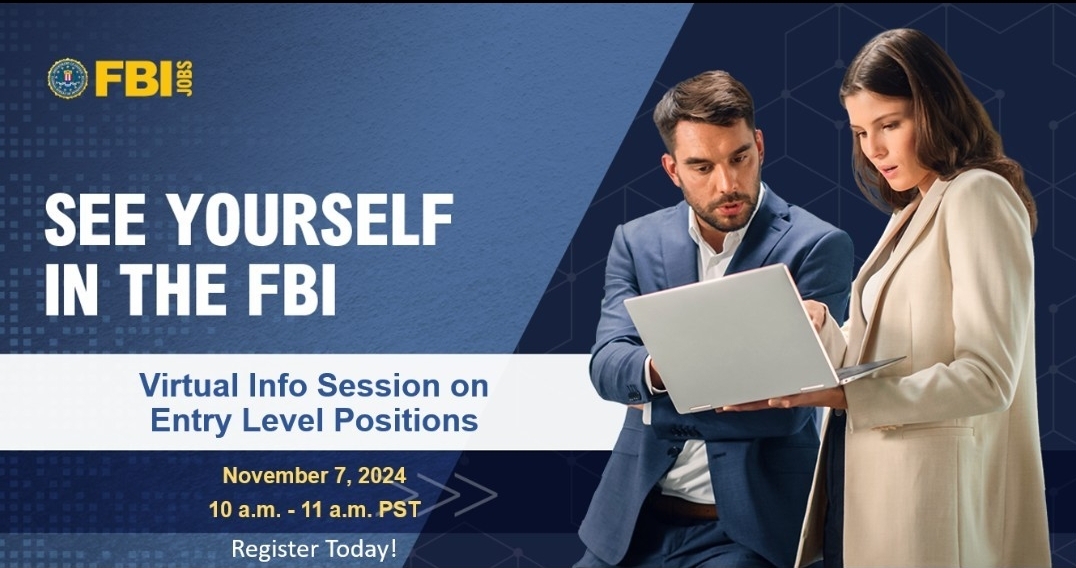 FBI JOBS
SEE YOURSELF
IN THE FBI
Virtual Info Session on
Entry Level Positions
November 7, 2024
10 a.m. - 11 a.m. PST
Register Today!